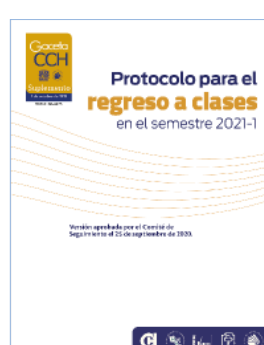 Gaceta
CCH
Suplemento
Protocolo para el
regreso a clases
en el semestre 2021-1
Versión aprobada por el Comité de
Seguimiento el 25 de septiembre de 2020.